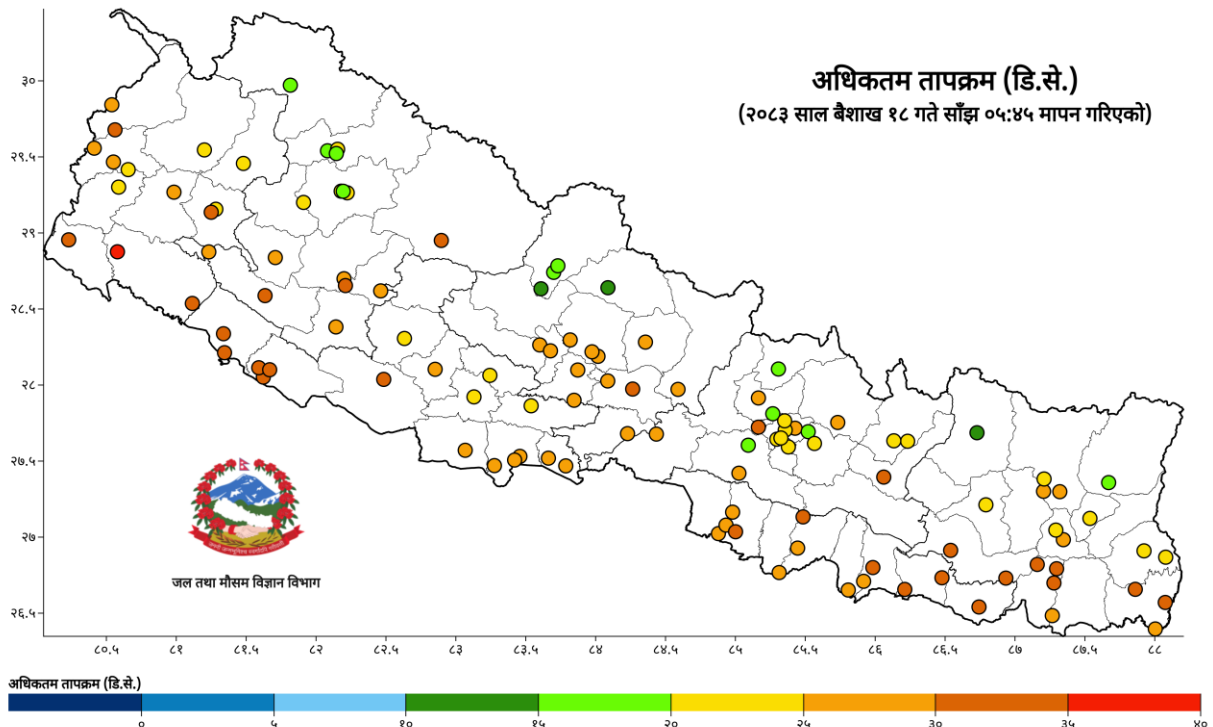 अधिकतम तापक्रम (डि.से.)
(२०८३ साल बैशाख १८ गते साँझ ०५:४५ मापन गरिएको)
३०
२९.५
२९
२८.५
२८
२७.५
२७
२६.५
जल तथा मौसम विज्ञान विभाग
८०.५ ८१ ८१.५ ८२ ८२.५ ८३ ८३.५ ८४ ८४.५ ८५ ८५.५ ८६ ८६.५ ८७ ८७.५ ८८
अधिकतम तापक्रम (डि.से.)
० ५ १० १५ २० २५ ३० ३५ ४०